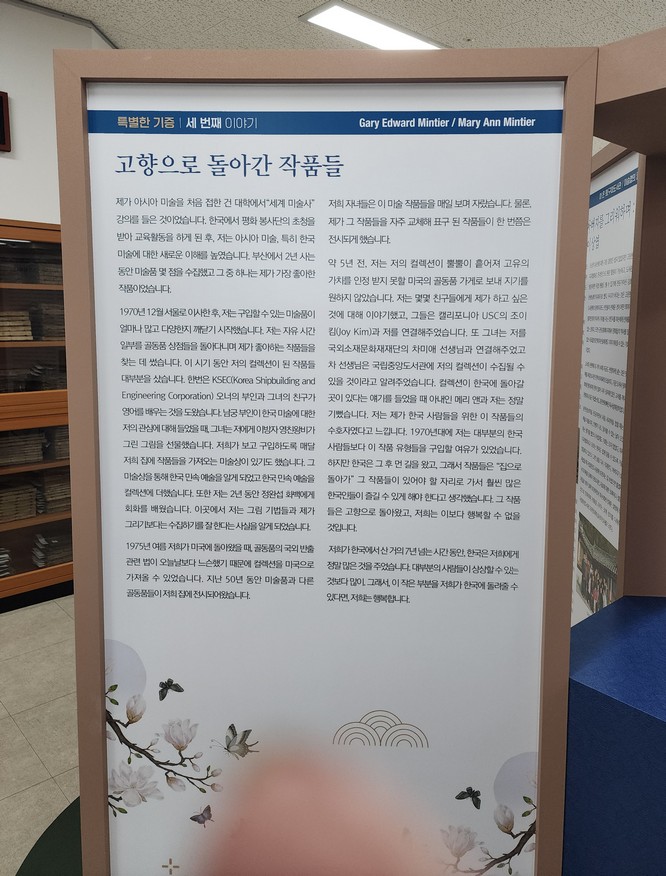 특별한 기증 | 세 번째 이야기
Gary Edward Mintier / Mary Ann Mintier
고향으로 돌아간 작품들
제가 아시아 미술을 처음 접한 건 대학에서 "세계 미술사"
강의를 들은 것이었습니다. 한국에서 평화 봉사단의 초청을
받아 교육활동을 하게 된 후, 저는 아시아 미술, 특히 한국
미술에 대한 새로운 이해를 높였습니다. 부산에서 2년 사는
동안 미술품 몇 점을 수집했고 그 중 하나는 제가 가장 좋아한
작품이었습니다.
1970년 12월 서울로 이사한 후, 저는 구입할 수 있는 미술품이
얼마나 많고 다양한지 깨닫기 시작했습니다. 저는 자유 시간
일부를 골동품 상점들을 돌아다니며 제가 좋아하는 작품들을
찾는 데 썼습니다. 이 시기 동안 저의 컬렉션이 된 작품들
대부분을 샀습니다. 한번은 KSEC(Korea Shipbuilding and
Engineering Corporation) 오너의 부인과 그녀의 친구가
영어를 배우는 것을 도왔습니다. 남궁 부인이 한국 미술에 대한
저의 관심에 대해 들었을 때, 그녀는 저에게 이방자 영친왕비가
그린 그림을 선물했습니다. 저희가 보고 구입하도록 매달
저희 집에 작품들을 가져오는 미술상이 있기도 했습니다. 그
미술상을 통해 한국 민속 예술을 알게 되었고 한국 민속 예술을
컬렉션에 더했습니다. 또한 저는 2년 동안 정완섭 화백에게
회화를 배웠습니다. 이곳에서 저는 그림 기법들과 제가
그리기보다는 수집하기를 잘 한다는 사실을 알게 되었습니다.
1975년 여름 저희가 미국에 돌아왔을 때, 골동품의 국외 반출
관련 법이 오늘날보다 느슨했기 때문에 컬렉션을 미국으로
가져올 수 있었습니다. 지난 50년 동안 미술품과 다른
골동품들이 저희 집에 전시되어왔습니다.
저희 자녀들은 이 미술 작품들을 매일 보며 자랐습니다. 물론,
제가 그 작품들을 자주 교체해 표구 된 작품들이 한 번쯤은
전시되게 했습니다.
약 5년 전, 저는 저의 컬렉션이 뿔뿔이 흩어져 고유의
가치를 인정 받지 못할 미국의 골동품 가게로 보내 지기를
원하지 않았습니다. 저는 몇몇 친구들에게 제가 하고 싶은
것에 대해 이야기했고, 그들은 캘리포니아 USC의 조이
킴(Joy Kim)과 저를 연결해주었습니다. 또 그녀는 저를
국외소재문화재재단의 차미애 선생님과 연결해주었고
차 선생님은 국립중앙도서관에 저의 컬렉션이 수집될 수
있을 것이라고 알려주었습니다. 컬렉션이 한국에 돌아갈
곳이 있다는 얘기를 들었을 때 아내인 메리 앤과 저는 정말
기뻤습니다. 저는 제가 한국 사람들을 위한 이 작품들의
수호자였다고 느낍니다. 1970년대에 저는 대부분의 한국
사람들보다 이 작품 유형들을 구입할 여유가 있었습니다.
하지만 한국은 그 후 먼 길을 왔고, 그래서 작품들은 "집으로
돌아가" 그 작품들이 있어야 할 자리로 가서 훨씬 많은
한국인들이 즐길 수 있게 해야 한다고 생각했습니다. 그 작품
들은 고향으로 돌아왔고, 저희는 이보다 행복할 수 없을
것입니다.
저희가 한국에서 산 거의 7년 넘는 시간 동안, 한국은 저희에게
정말 많은 것을 주었습니다. 대부분의 사람들이 상상할 수 있는
것보다 많이. 그래서, 이 작은 부분을 저희가 한국에 돌려줄 수
있다면, 저희는 행복합니다.